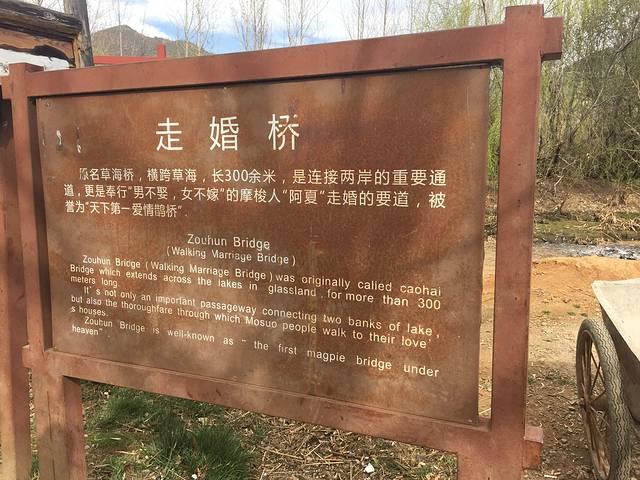 走婚桥
原名草海桥，横跨草海，长300余米，是连接两岸的重要通
道，更是奉行"男不娶，女不嫁"的摩梭人"阿夏"走婚的要道，被
誉为"天下第一爱情鹊桥".
Zouhun Bridge
(Walking Marriage Bridge)
Zouhun Bridge (Walking Marriage Bridge) was originally called caohai
Bridge which extends across the lakes in glassland, for more than 300
meters long.
It's not only an important passageway connecting two banks of lake,
but also the thoroughfare through which Mosuo people walk to their love'
s houses.
Zouhun Bridge is well-known as "the first magpie bridge under
heaven"